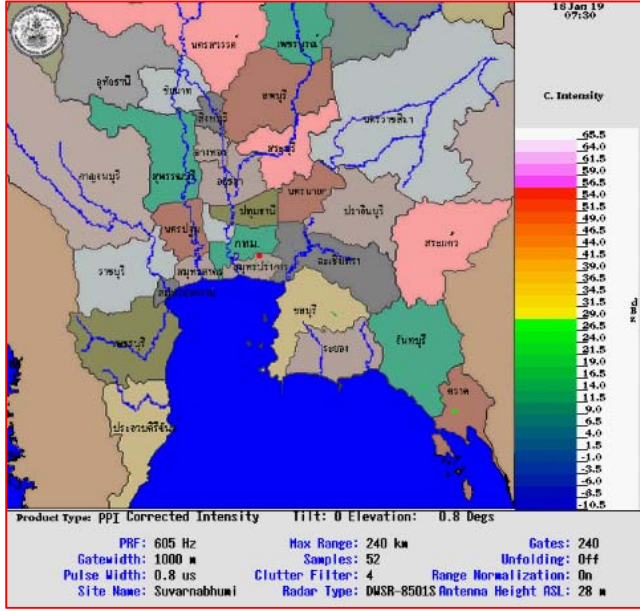 18 Jan 19
07:30
C. Intensity
65.5
64.0
61.5
59.0
56.5
54.0
51.5
49.0
46.5
44.0
41.5
39.0
36.5
34.0
31.5
29.0
26.5
24.0
21.5
19.0
16.5
14.0
11.5
9.0
6.5
4.0
1.5
-1.0
-3.5
-6.0
-8.5
-10.5
dBz
นครสวรรค์
เพชรบูรณ์
อุทัยธานี
ชัยนาท
ลพบุรี
สิงห์บุรี
นครราชสีมา
อ่างทอง
สระบุรี
กาญจนบุรี
สุพรรณบุรี
อยุธยา
นครนายก
ปทุมธานี
ปราจีนบุรี
นครปฐม
กทม.
สระแก้ว
ราชบุรี
สมุทรสาคร
สมุทรปราการ
ฉะเชิงเทรา
สมุทรสงคราม
ชลบุรี
เพชรบุรี
ระยอง
จันทบุรี
ตราด
ประจวบคีรีขันธ์
Product Type: PPI Corrected Intensity Tilt: 0 Elevation: 0.8 Degs
PRF: 605 Hz Max Range: 240 km Gates: 240
Gatewidth: 1000 m Samples: 52 Unfolding: Off
Pulse Width: 0.8 us Clutter Filter: 4 Range Normalization: On
Site Name: Suvarnabhumi Radar Type: DWSR-8501S Antenna Height ASL: 28 m